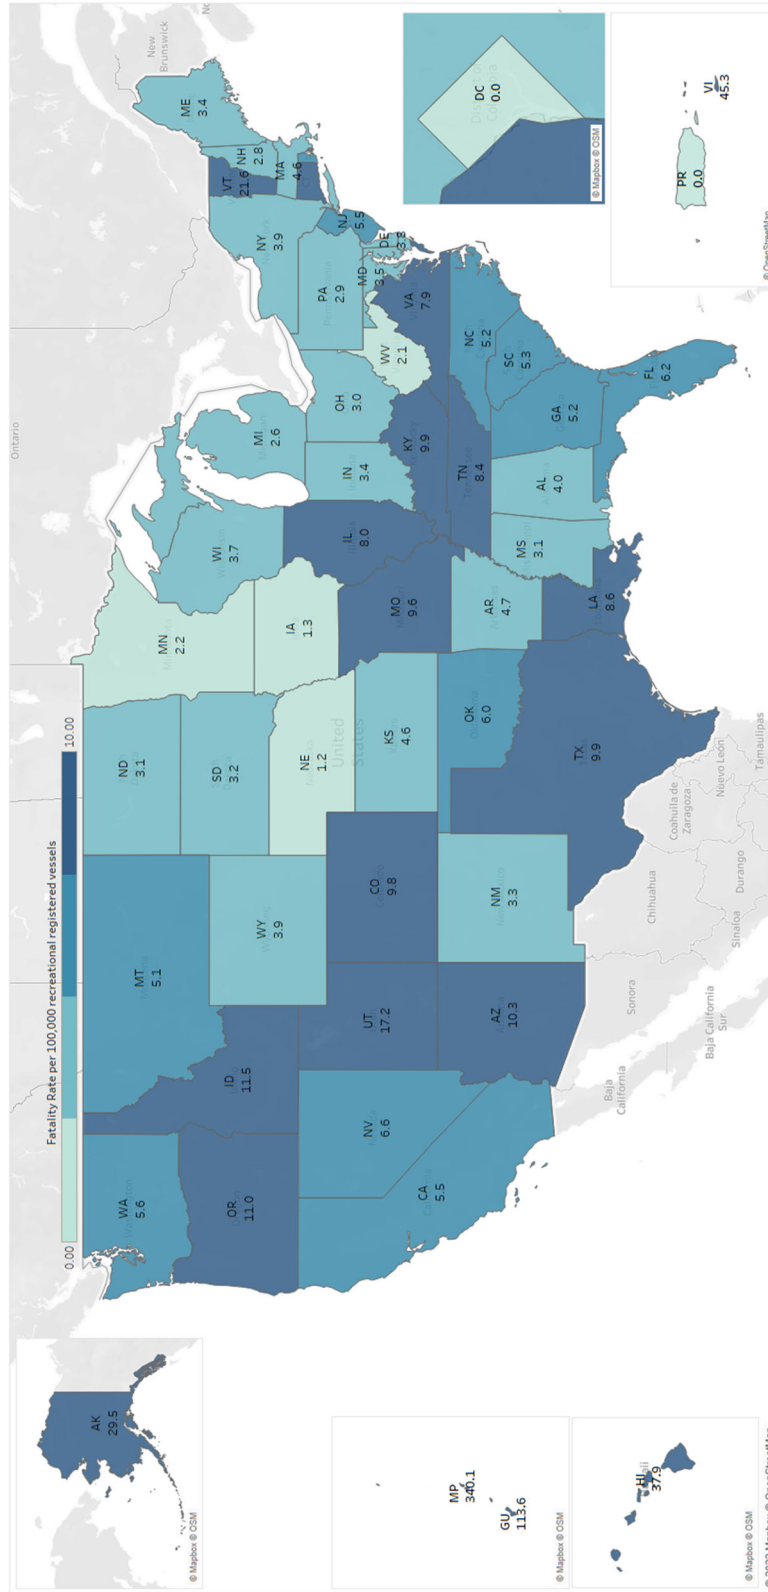 Fatality Rate per 100,000 recreational registered vessels
0.00
10.00
AK
29.5
© Mapbox © OSM
MP
340.1
GU
113.6
© Mapbox © OSM
HI
37.9
© Mapbox © OSM
WA
5.6
OR
11.0
CA
5.5
NV
6.6
ID
11.5
MT
5.1
WY
3.9
UT
17.2
AZ
10.3
CO
9.8
NM
3.3
ND
3.1
SD
3.2
NE
1.2
United
States
KS
4.6
OK
6.0
TX
9.9
MN
2.2
IA
1.3
MO
9.6
AR
4.7
LA
8.6
WI
3.7
IL
8.0
MS
3.1
MI
2.6
IN
3.4
KY
9.9
TN
8.4
AL
4.0
OH
3.0
WV
2.1
VA
7.9
NC
5.2
SC
5.3
GA
5.2
FL
6.2
PA
2.9
NY
3.9
MD
3.5
DE
3.8
NJ
5.5
VT
21.6
NH
2.8
MA
4.6
ME
3.4
DC
0.0
© Mapbox © OSM
PR
0.0
VI
45.3
© OpenStreetMap
Ontario
New
Brunswick
Baja
California
Baja California
Sur
Sonora
Chihuahua
Sinaloa
Durango
Coahuila de
Zaragoza
Nuevo León
Tamaulipas